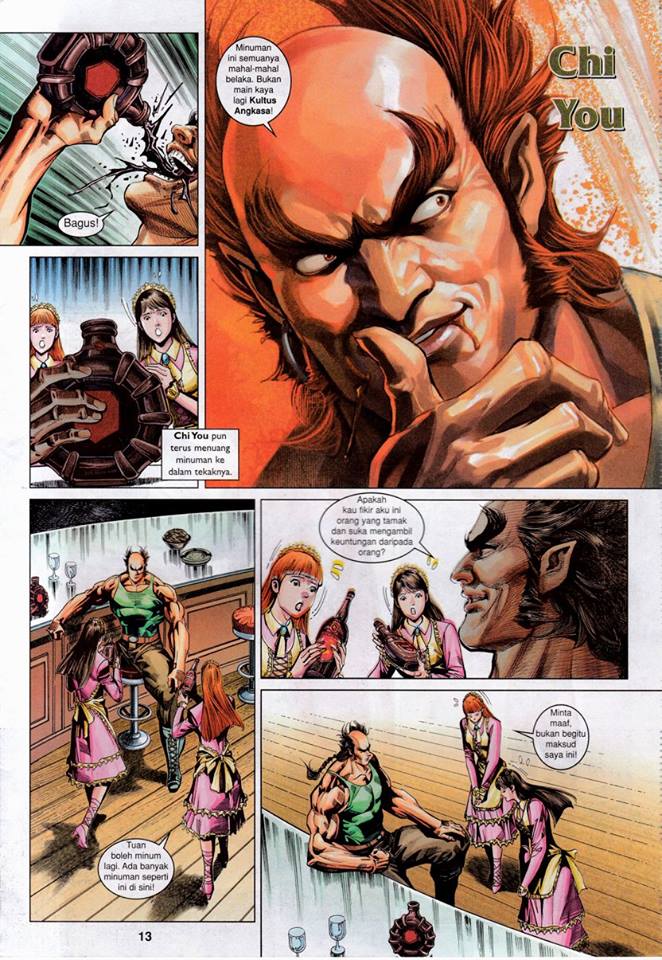 Bagus!
Minuman
ini semuanya
mahal-mahal
belaka. Bukan
main kaya
lagi Kultus
Angkasa!
Chi
You
Chi You pun
terus menuang
minuman ke
dalam tekaknya.
Tuan
boleh minum
lagi. Ada banyak
minuman seperti
ini di sini!
Apakah
kau fikir aku ini
orang yang tamak
dan suka mengambil
keuntungan daripada
orang?
Minta
maaf,
bukan begitu
maksud
saya ini!
13